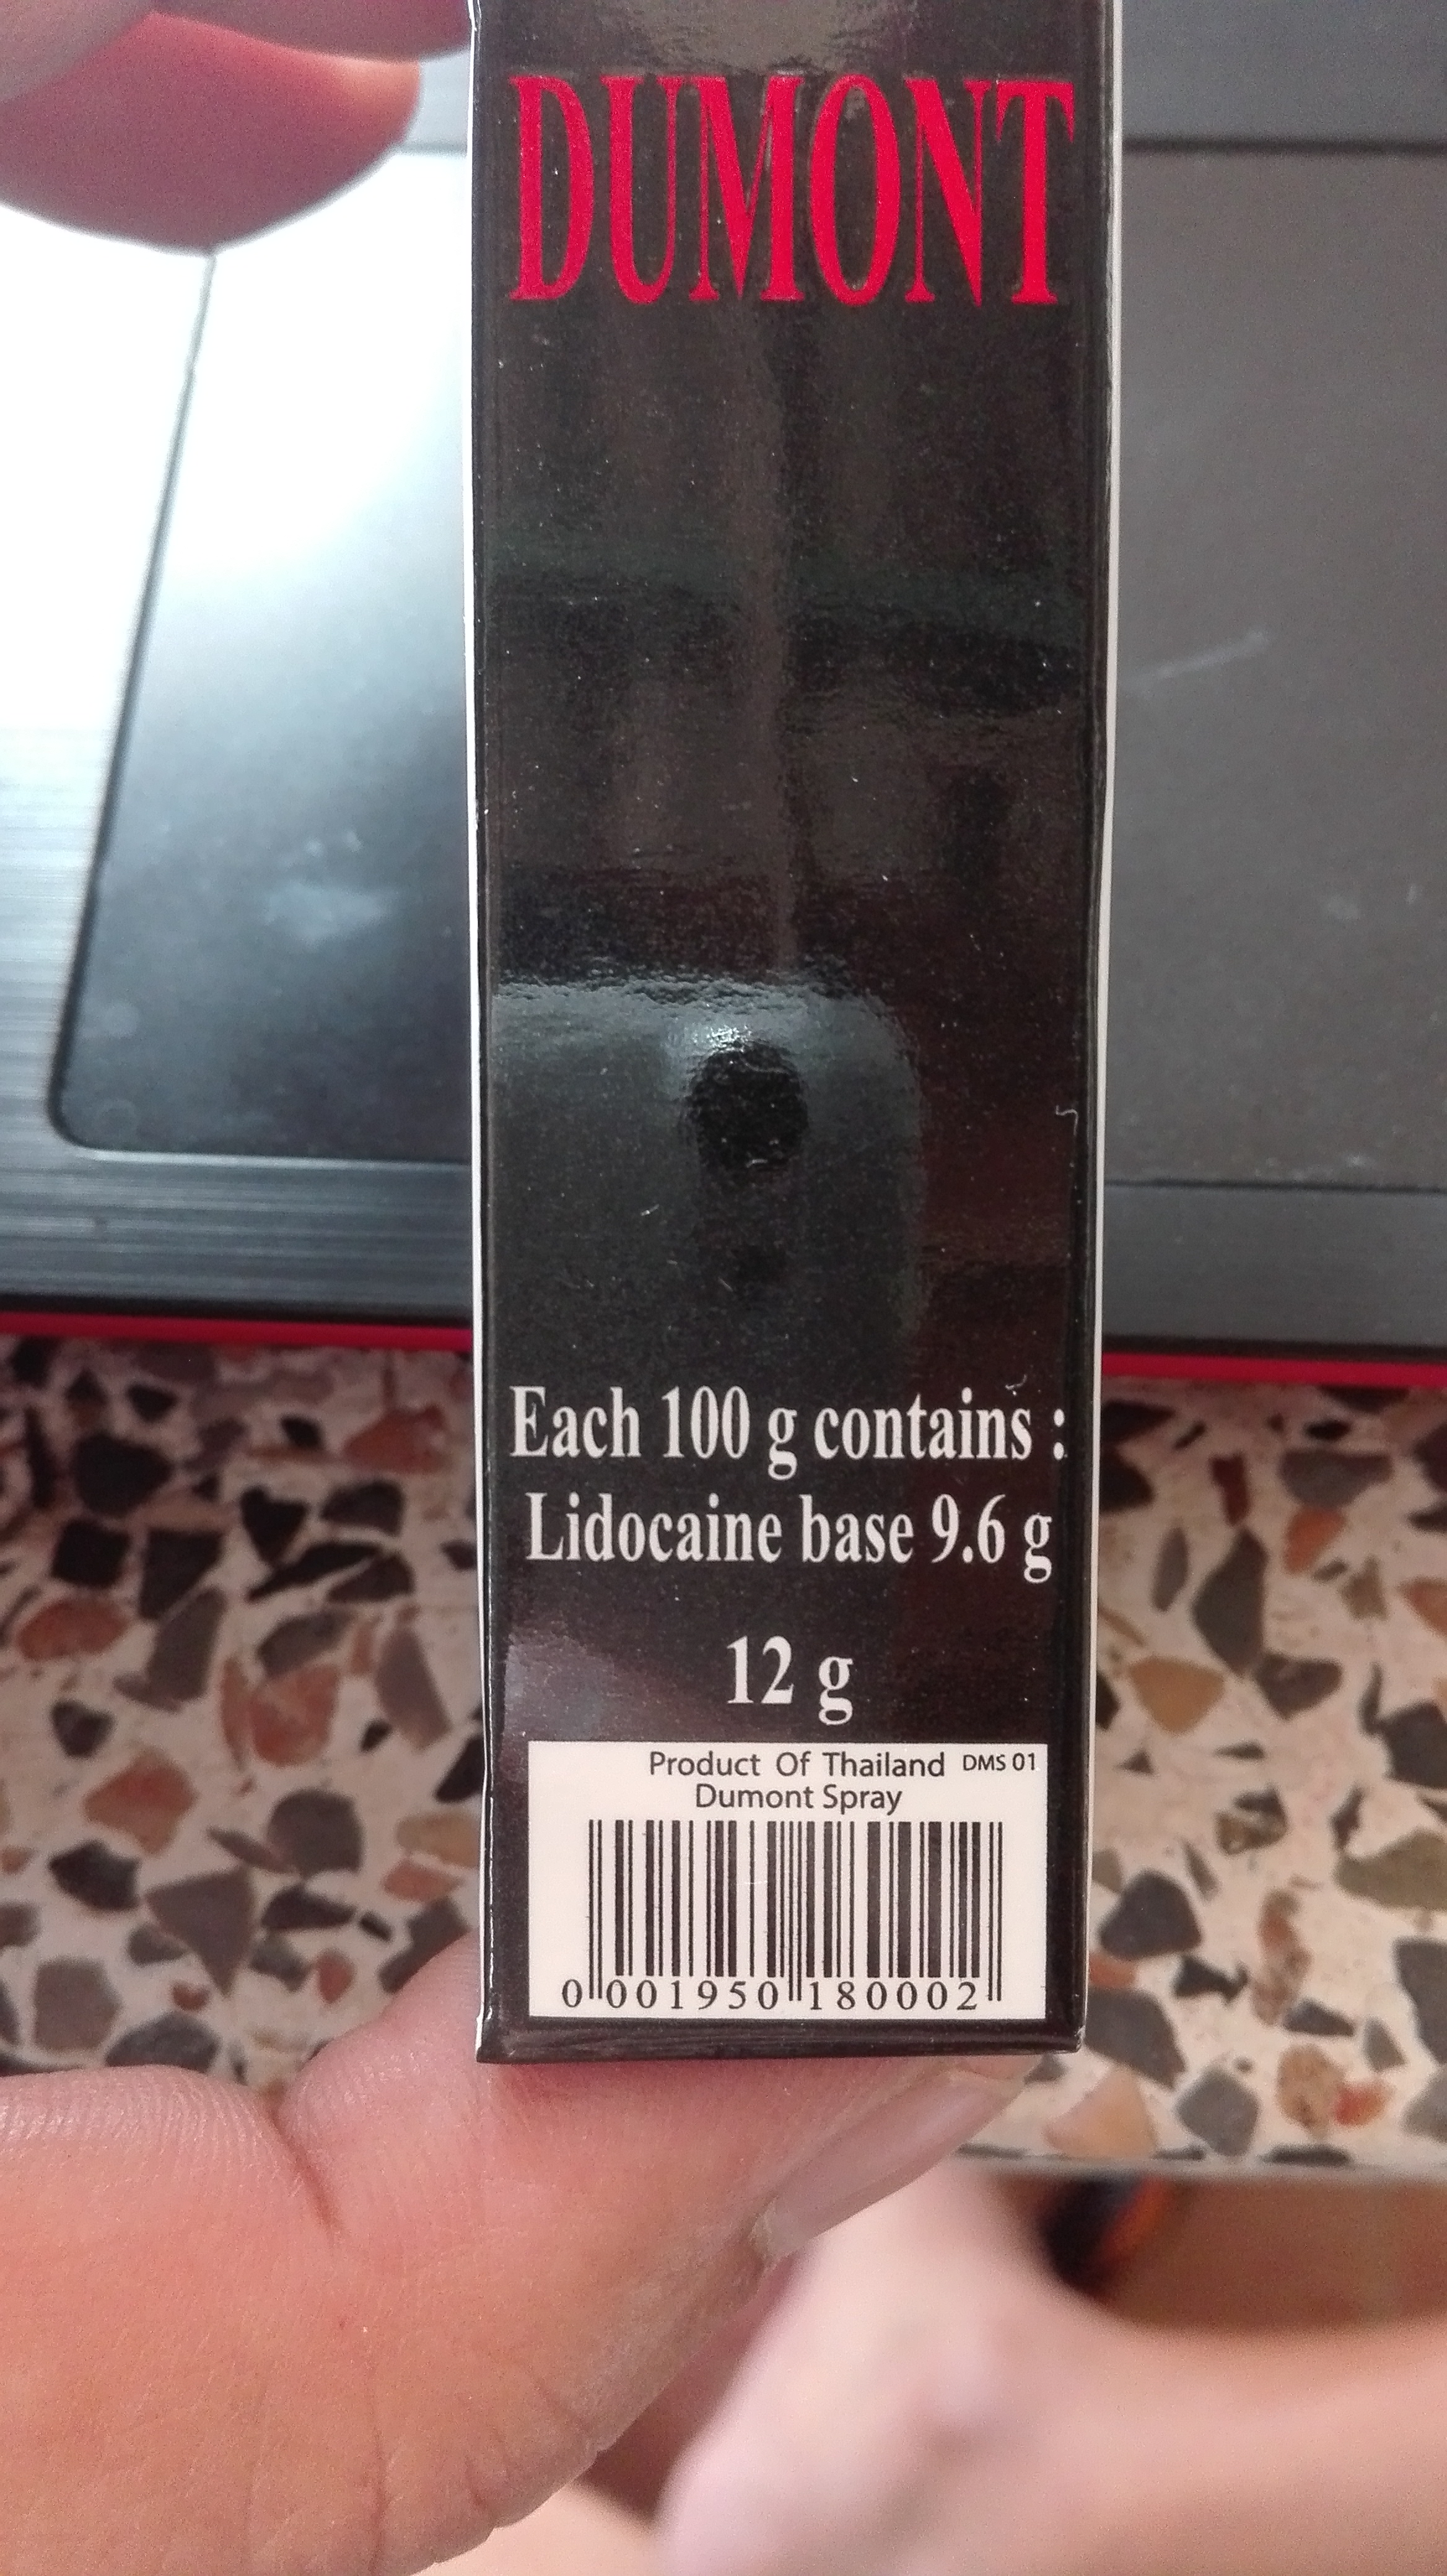 DUMONT
Each 100 g contains :
Lidocaine base 9.6 g
12 g
Product Of Thailand DMS 01
Dumont Spray
0 001950 180002